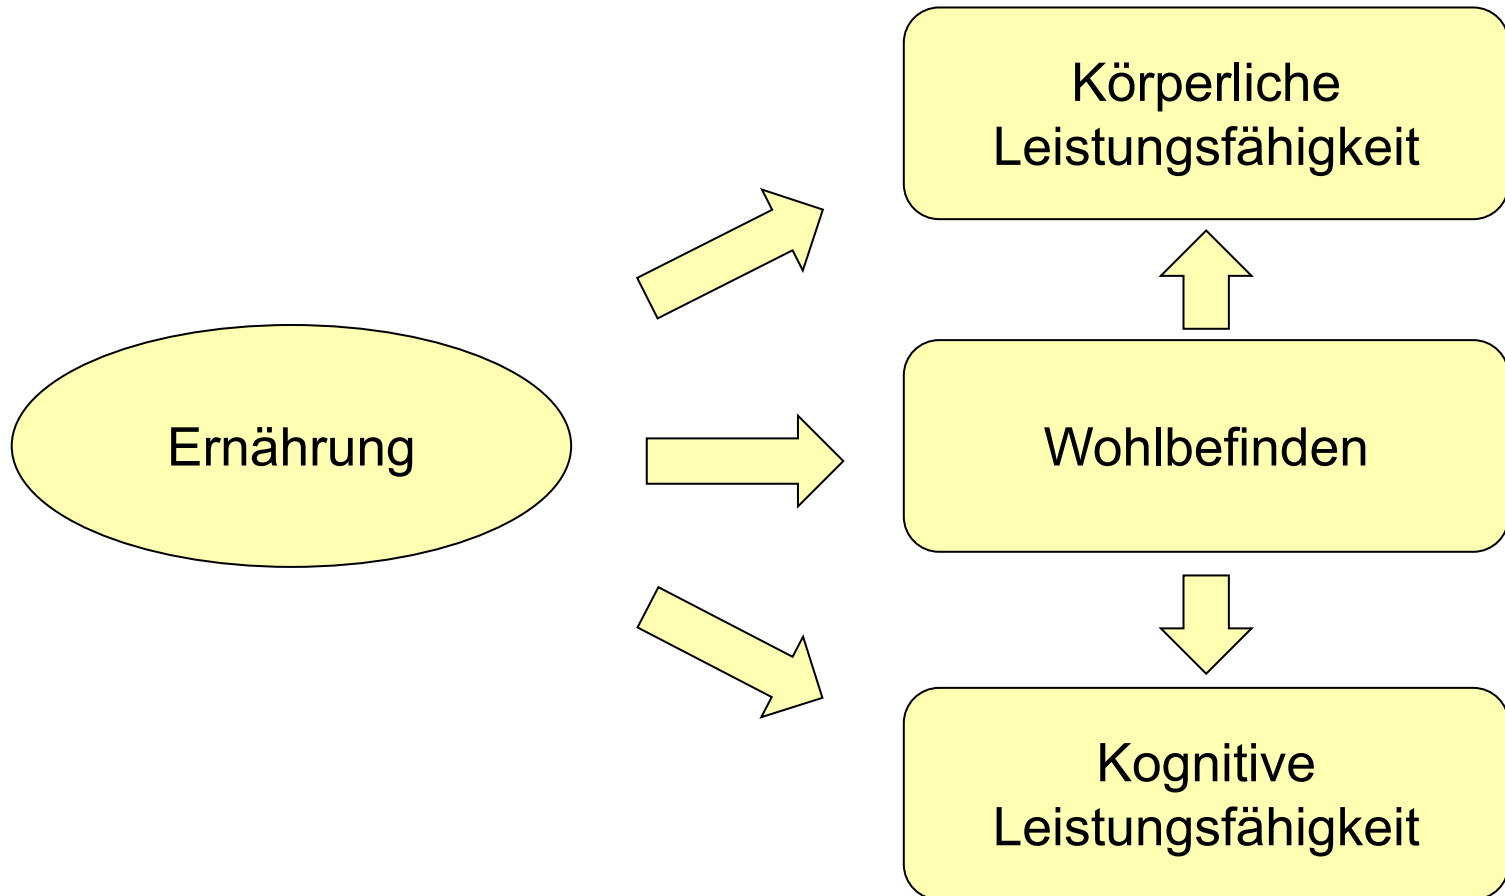 Körperliche
Leistungsfähigkeit
Ernährung
Wohlbefinden
Kognitive
Leistungsfähigkeit